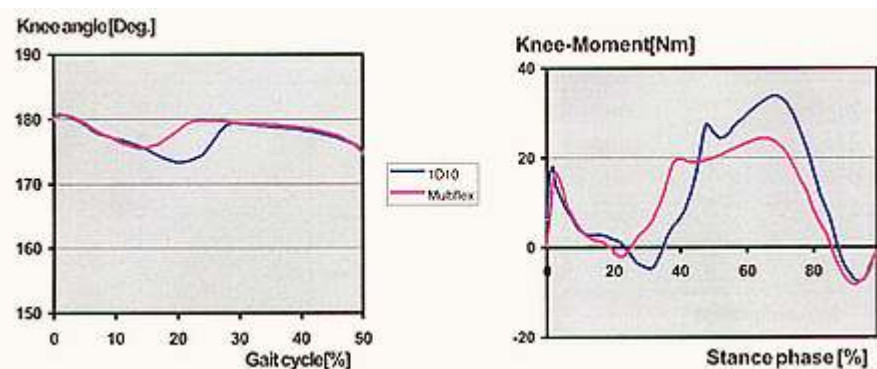 Knee angle [Deg.]
190
180
170
160
150
0 10 20 30 40 50
Gait cycle [%]
1D10
Multiflex
Knee-Moment[Nm]
40
20
0
-20
0 20 40 60 80
Stance phase [%]